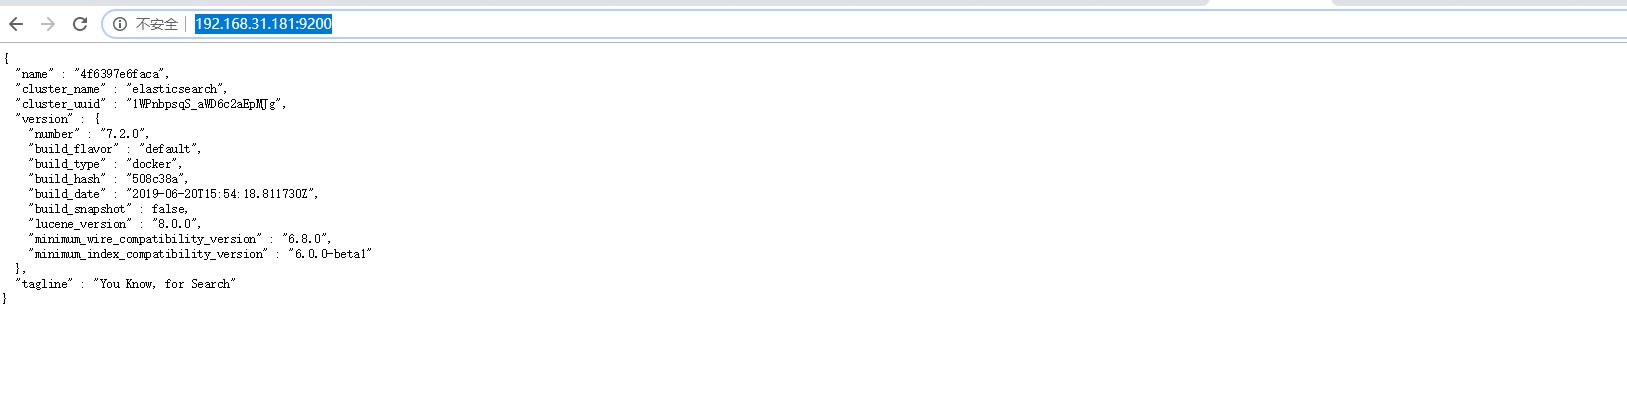 不安全 192.168.31.181:9200
{
"name" : "4f6397e6faca",
"cluster_name" : "elasticsearch",
"cluster_uuid" : "1WPnbpsqS_aWD6c2aEpMJg",
"version" : {
"number" : "7.2.0",
"build_flavor" : "default",
"build_type" : "docker",
"build_hash" : "508c38a",
"build_date" : "2019-06-20T15:54:18.811730Z",
"build_snapshot" : false,
"lucene_version" : "8.0.0",
"minimum_wire_compatibility_version" : "6.8.0",
"minimum_index_compatibility_version" : "6.0.0-beta1"
},
"tagline" : "You Know, for Search"
}